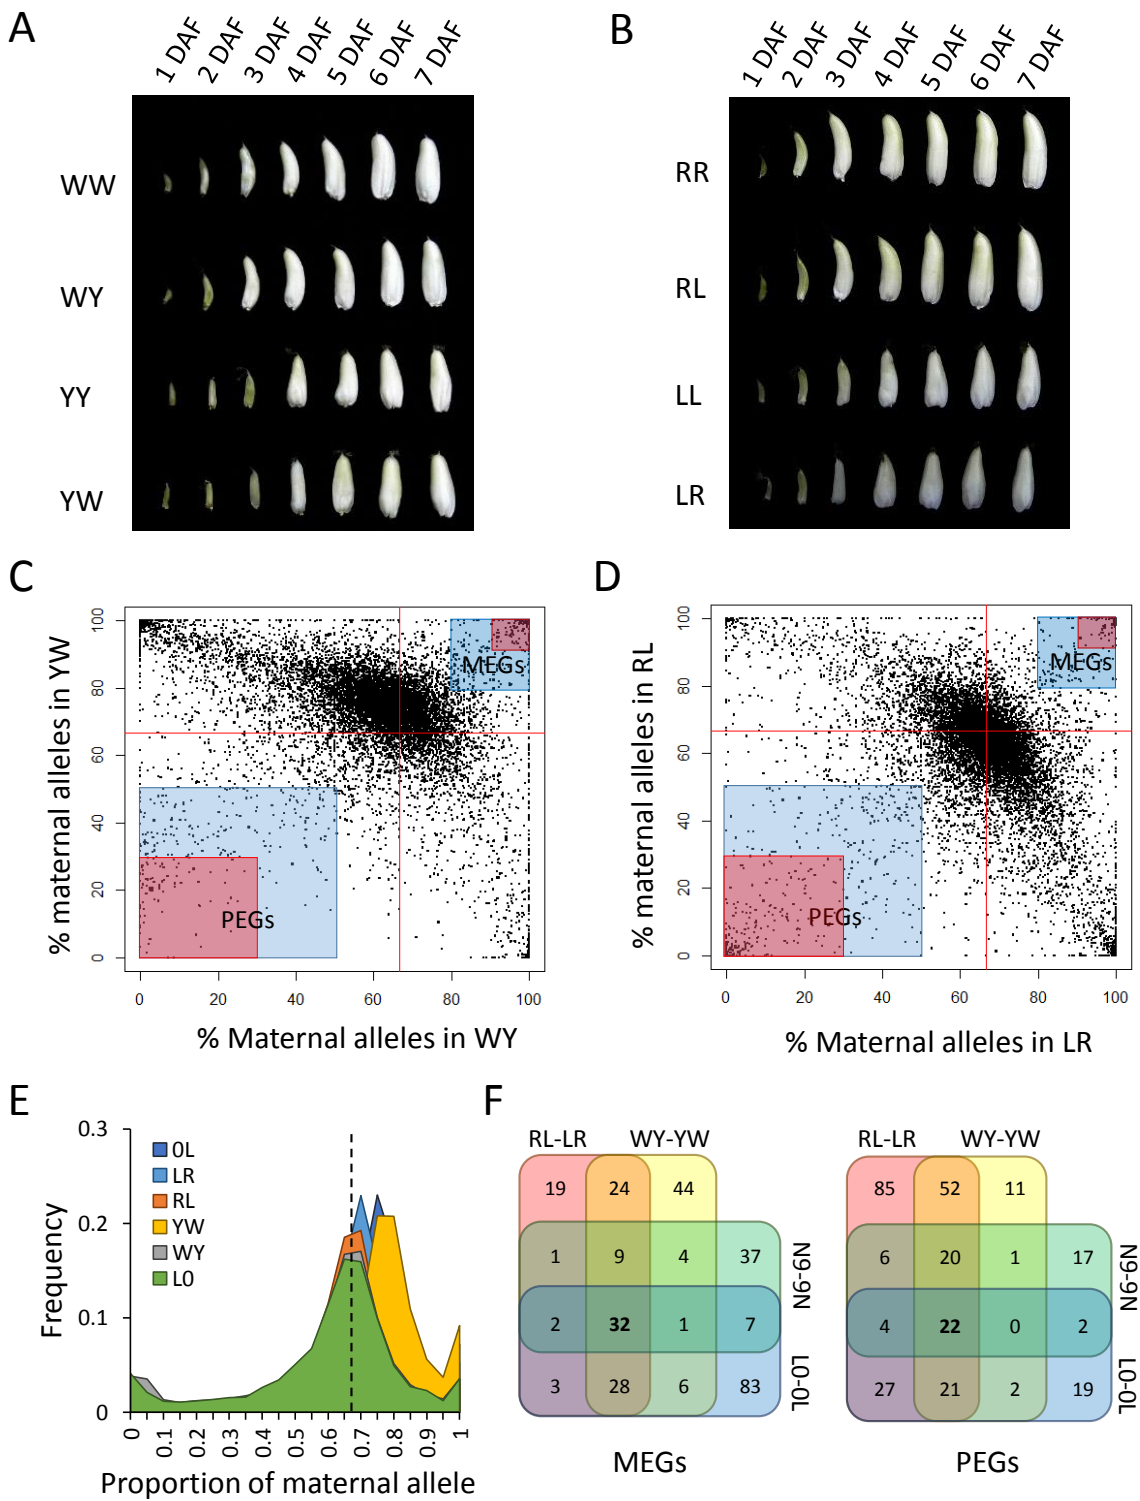 A
1 DAF 2 DAF 3 DAF 4 DAF 5 DAF 6 DAF 7 DAF
WW
WY
YY
YW
B
1 DAF 2 DAF 3 DAF 4 DAF 5 DAF 6 DAF 7 DAF
RR
RL
LL
LR
C
% maternal alleles in YW
100
80
60
40
20
0
MEGs
PEGs
0 20 40 60 80 100
% Maternal alleles in WY
D
% maternal alleles in RL
100
80
60
40
20
0
MEGs
PEGs
0 20 40 60 80 100
% Maternal alleles in LR
E
Frequency
0.3
0.2
0.1
0
OL
LR
RL
YW
WY
LO
0 0.1 0.2 0.3 0.4 0.5 0.6 0.7 0.8 0.9 1
Proportion of maternal allele
F
RL-LR WY-YW
19 24 44
1 9 4 37
2 32 1 7
3 28 6 83
N9-9N
LO-OL
MEGs
RL-LR WY-YW
85 52 11
6 20 1 17
4 22 0 2
27 21 2 19
N9-9N
LO-OL
PEGs